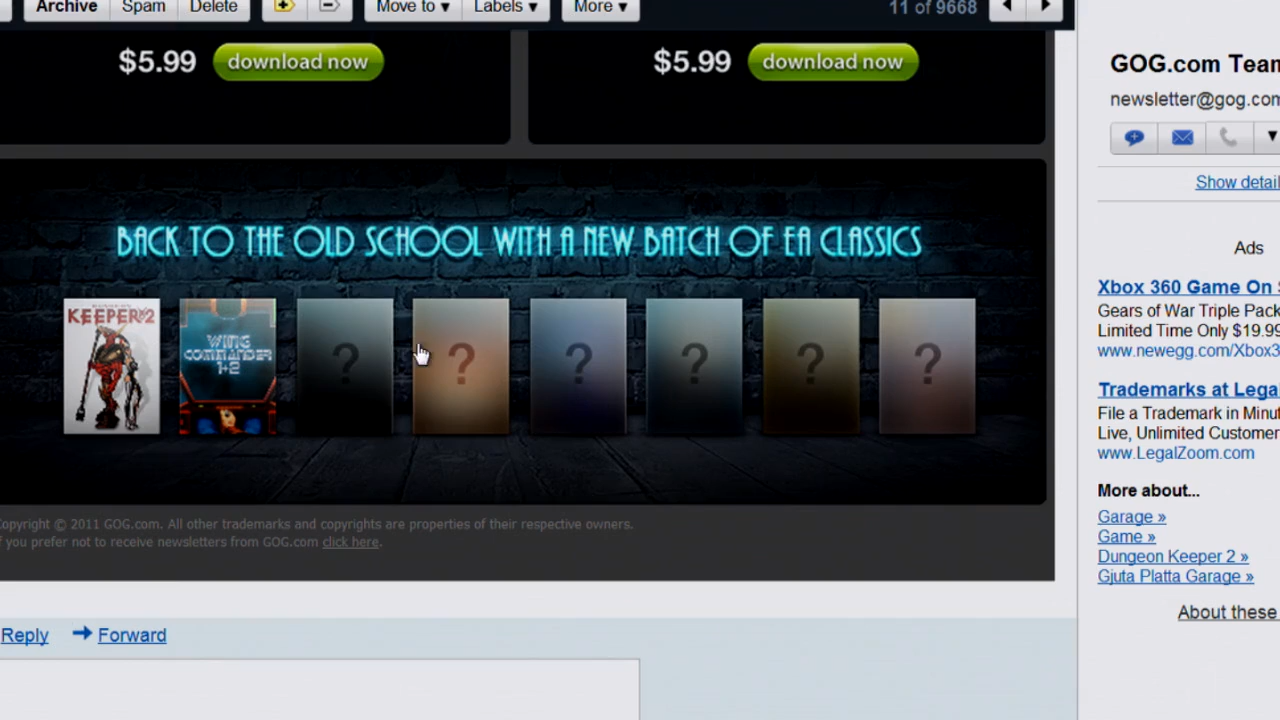 Archive Spam Delete Move to ▾ Labels ▾ More ▾ 11 of 9668
$5.99 download now $5.99 download now
BACK TO THE OLD SCHOOL WITH A NEW BATCH OF EA CLASSICS
KEEPER 2
WING
COMMANDER
1+2
? ? ? ? ? ?
Copyright © 2011 GOG.com. All other trademarks and copyrights are properties of their respective owners.
if you prefer not to receive newsletters from GOG.com click here.
Reply Forward
GOG.com Team
newsletter@gog.com
Show detail
Ads
Xbox 360 Game On S
Gears of War Triple Pack
Limited Time Only $19.99
www.newegg.com/Xbox3
Trademarks at Lega
File a Trademark in Minut
Live, Unlimited Customer
www.LegalZoom.com
More about...
Garage »
Game »
Dungeon Keeper 2 »
Gjuta Platta Garage »
About these